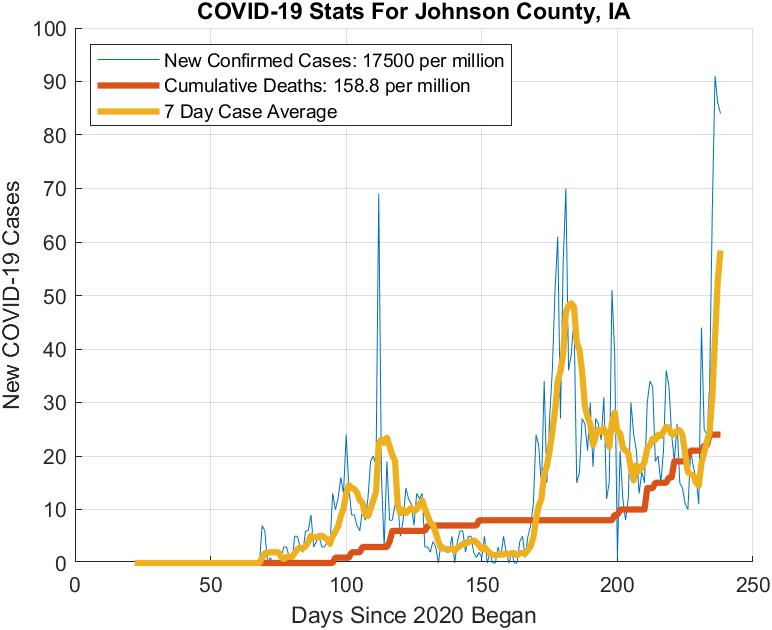 COVID-19 Stats For Johnson County, IA
New Confirmed Cases: 17500 per million
Cumulative Deaths: 158.8 per million
7 Day Case Average
New COVID-19 Cases
100
90
80
70
60
50
40
30
20
10
0
0 50 100 150 200 250
Days Since 2020 Began